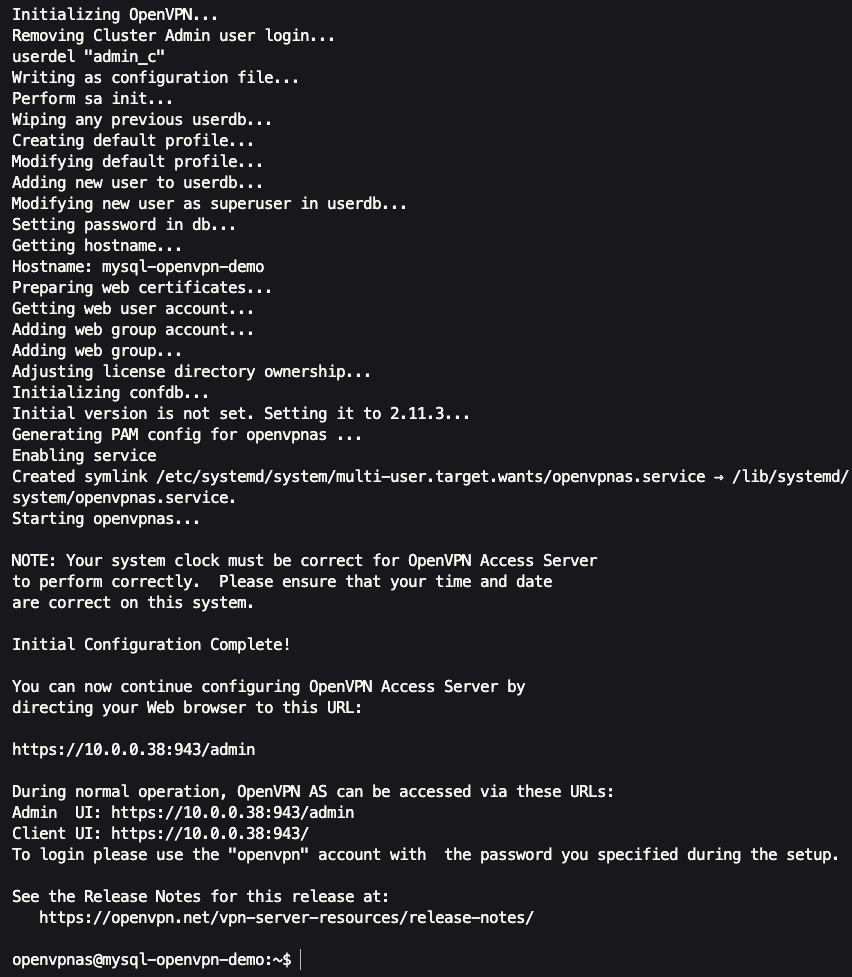 Initializing OpenVPN...
Removing Cluster Admin user login...
userdel "admin_c"
Writing as configuration file...
Perform sa init...
Wiping any previous userdb...
Creating default profile...
Modifying default profile...
Adding new user to userdb...
Modifying new user as superuser in userdb...
Setting password in db...
Getting hostname...
Hostname: mysql-openvpn-demo
Preparing web certificates...
Getting web user account...
Adding web group account...
Adding web group...
Adjusting license directory ownership...
Initializing confdb...
Initial version is not set. Setting it to 2.11.3...
Generating PAM config for openvpnas ...
Enabling service
Created symlink /etc/systemd/system/multi-user.target.wants/openvpnas.service → /lib/systemd/
system/openvpnas.service.
Starting openvpnas...

NOTE: Your system clock must be correct for OpenVPN Access Server
to perform correctly.  Please ensure that your time and date
are correct on this system.

Initial Configuration Complete!

You can now continue configuring OpenVPN Access Server by
directing your Web browser to this URL:

https://10.0.0.38:943/admin

During normal operation, OpenVPN AS can be accessed via these URLs:
Admin  UI: https://10.0.0.38:943/admin
Client UI: https://10.0.0.38:943/
To login please use the "openvpn" account with  the password you specified during the setup.

See the Release Notes for this release at:
   https://openvpn.net/vpn-server-resources/release-notes/

openvpnas@mysql-openvpn-demo:~$